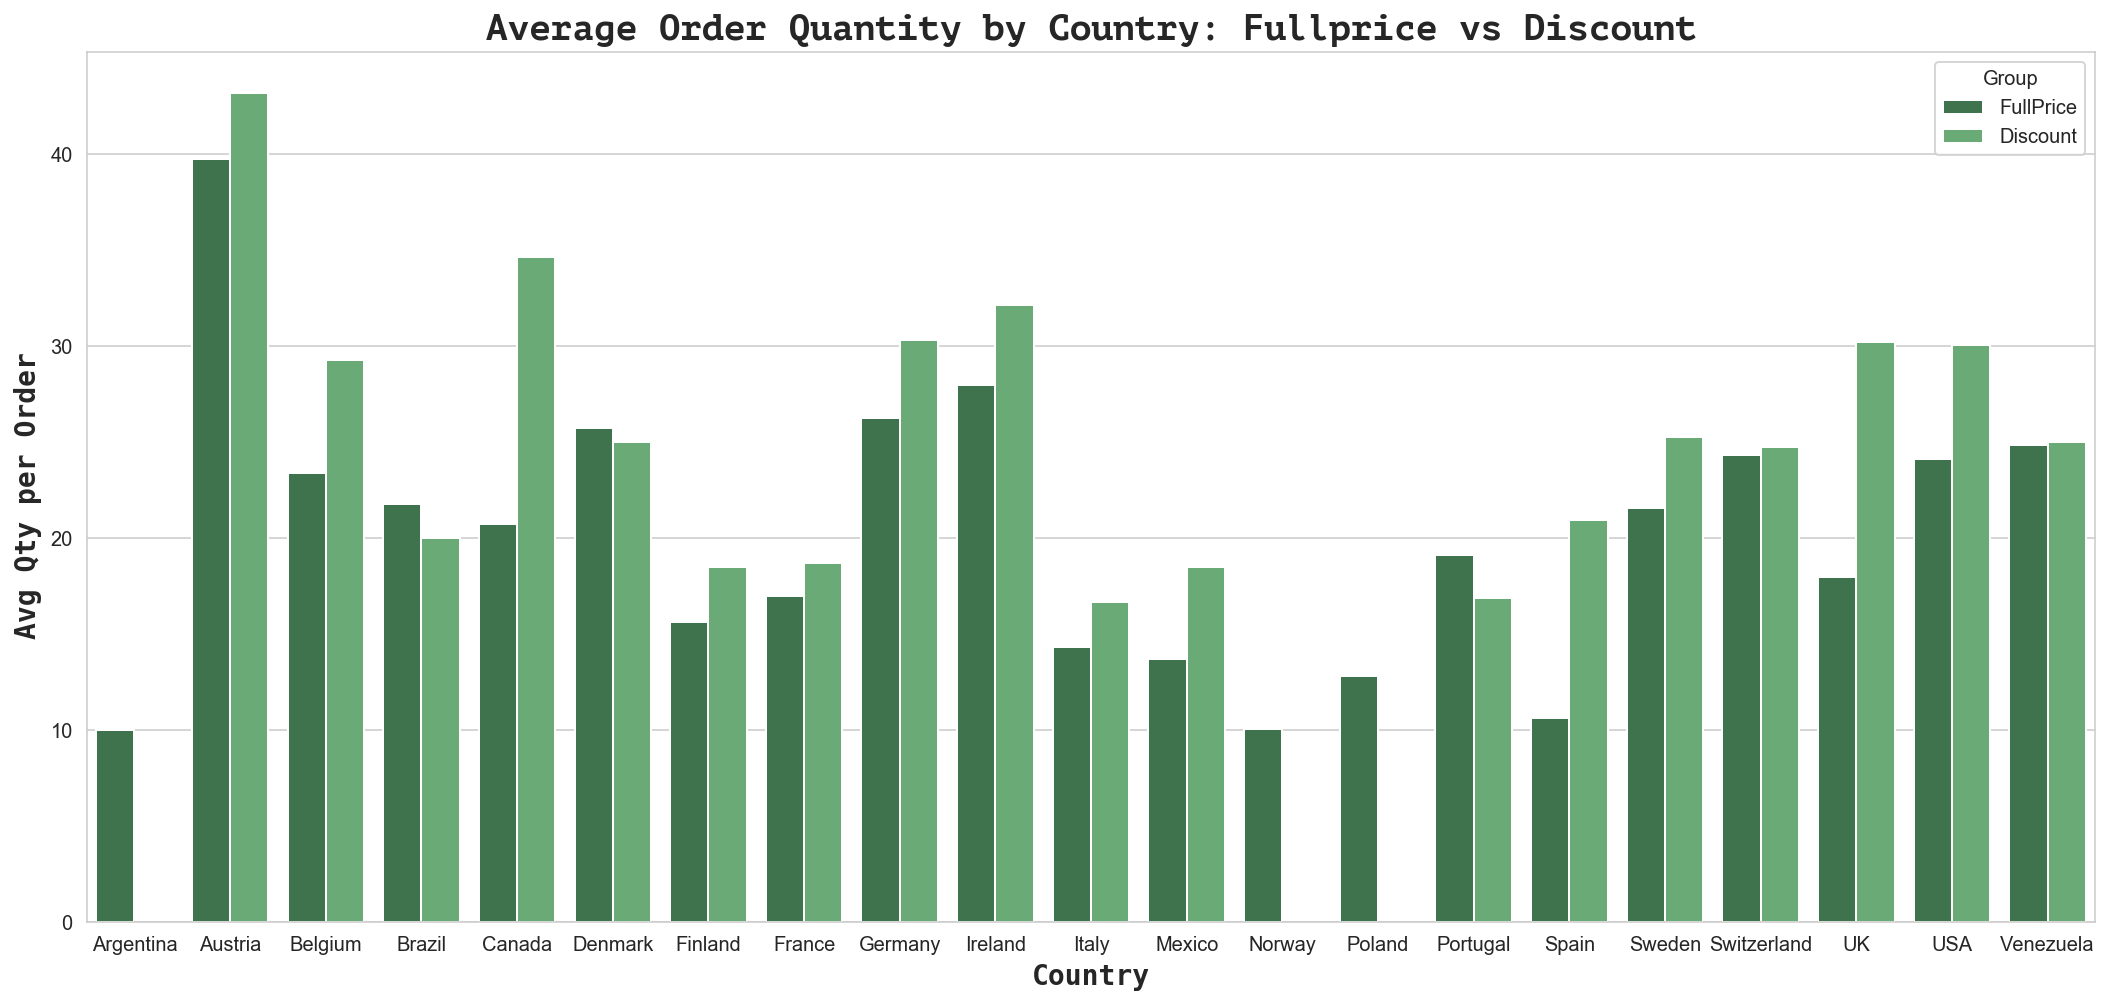 Average Order Quantity by Country: Fullprice vs Discount
Group
FullPrice
Discount
Avg Qty per Order
40
30
20
10
0
Argentina Austria Belgium Brazil Canada Denmark Finland France Germany Ireland Italy Mexico Norway Poland Portugal Spain Sweden Switzerland UK USA Venezuela
Country